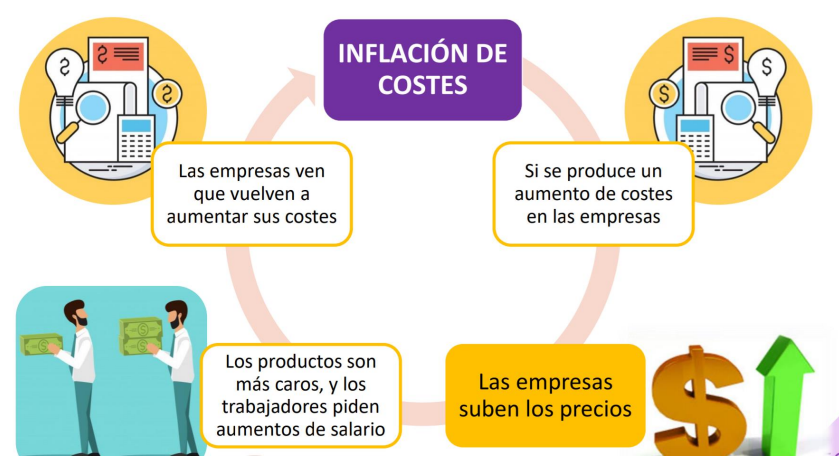 INFLACIÓN DE
COSTES
Si se produce un
aumento de costes
en las empresas
Las empresas
suben los precios
Los productos son
más caros, y los
trabajadores piden
aumentos de salario
Las empresas ven
que vuelven a
aumentar sus costes